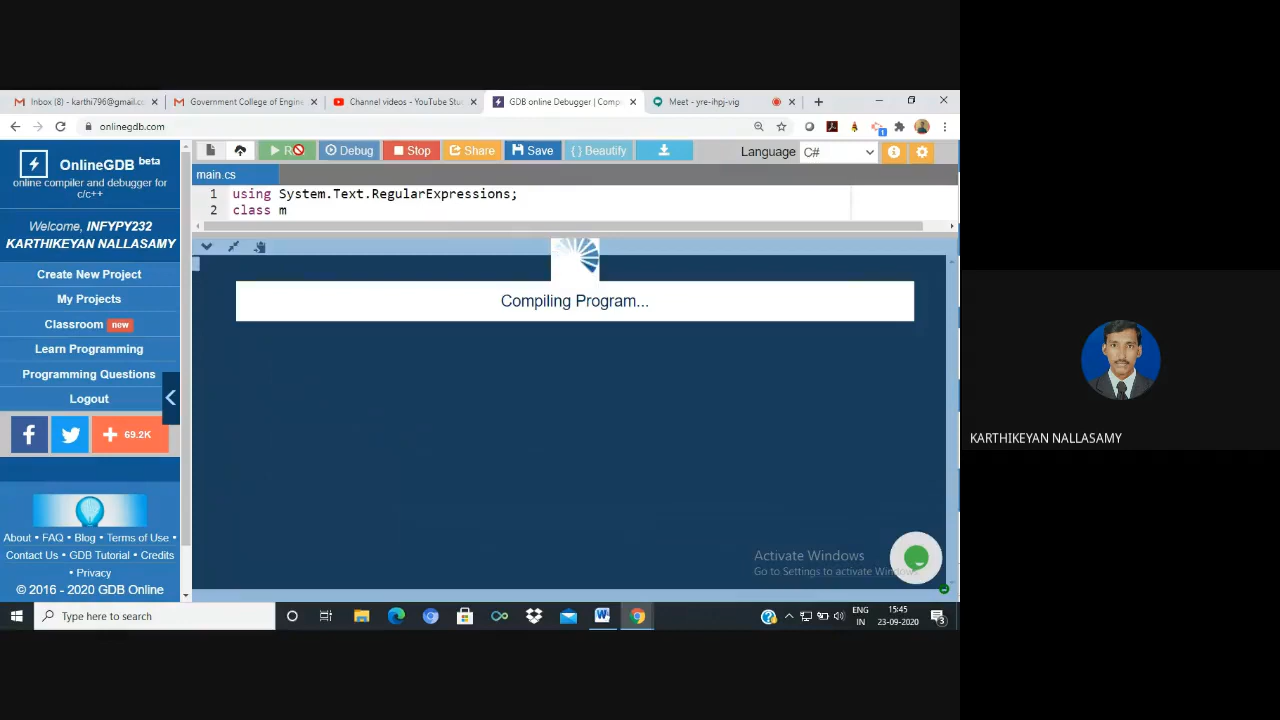 Inbox (8) - karthi796@gmail.co
Government College of Engine
Channel videos - YouTube Stu
GDB online Debugger | Comp
Meet - yre-ihpj-vig
onlinegdb.com
OnlineGDB beta
online compiler and debugger for
c/c++
Welcome, INFYPY232
KARTHIKEYAN NALLASAMY
Create New Project
My Projects
Classroom new
Learn Programming
Programming Questions
Logout
69.2K
About • FAQ • Blog • Terms of Use •
Contact Us • GDB Tutorial • Credits
• Privacy
© 2016 - 2020 GDB Online
Debug
Stop
Share
Save
{ } Beautify
Language C#
main.cs
1 using System.Text.RegularExpressions;
2 class m
Compiling Program...
Activate Windows
Go to Settings to activate Windows
KARTHIKEYAN NALLASAMY
Type here to search
ENG
IN
15:45
23-09-2020
3